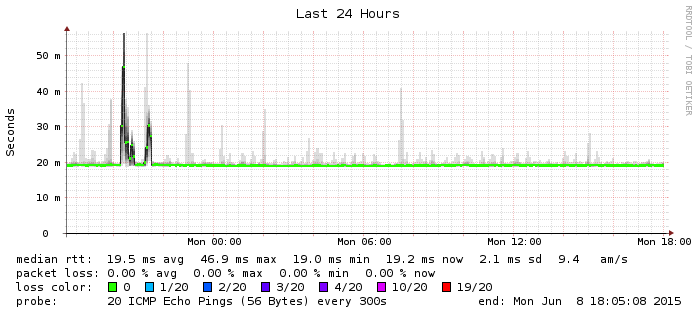 Last 24 Hours
RRDTOOL / TOBI OETIKER
Seconds
50 m
40 m
30 m
20 m
10 m
0
Mon 00:00 Mon 06:00 Mon 12:00 Mon 18:00
median rtt: 19.5 ms avg 46.9 ms max 19.0 ms min 19.2 ms now 2.1 ms sd 9.4 am/s
packet loss: 0.00 % avg 0.00 % max 0.00 % min 0.00 % now
loss color: 0 1/20 2/20 3/20 4/20 10/20 19/20
probe: 20 ICMP Echo Pings (56 Bytes) every 300s end: Mon Jun 8 18:05:08 2015